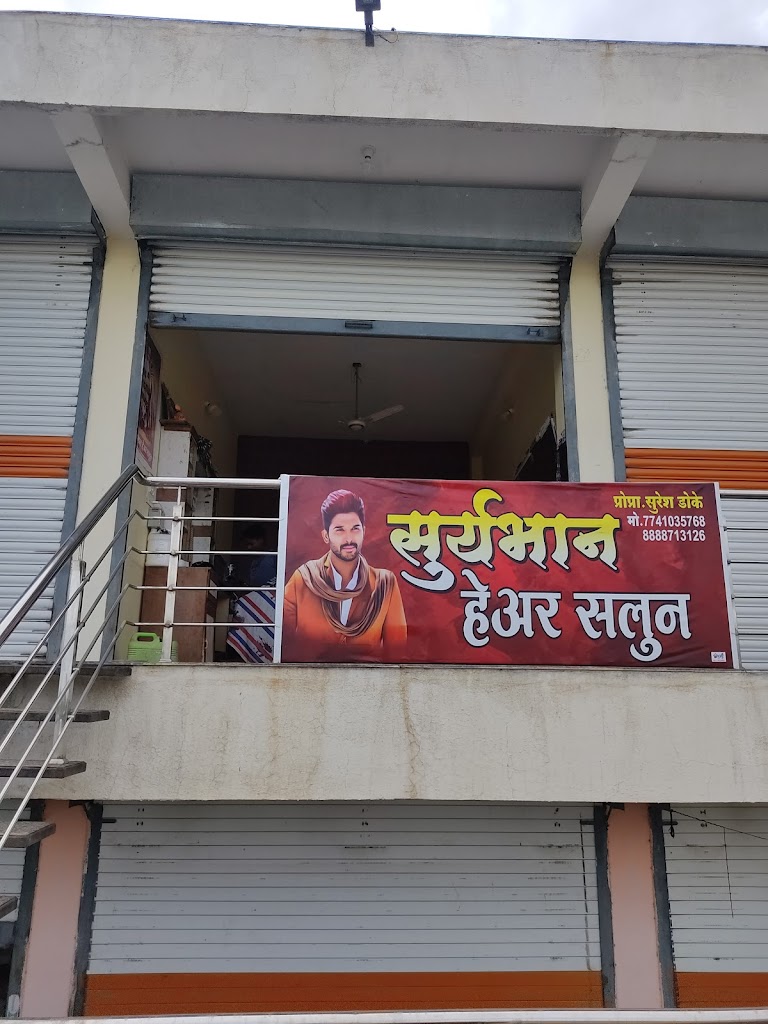 प्रोप्रा.सुरेश डोके
मो.7741035768
8888713126
सुर्यभान
हेअर सलुन